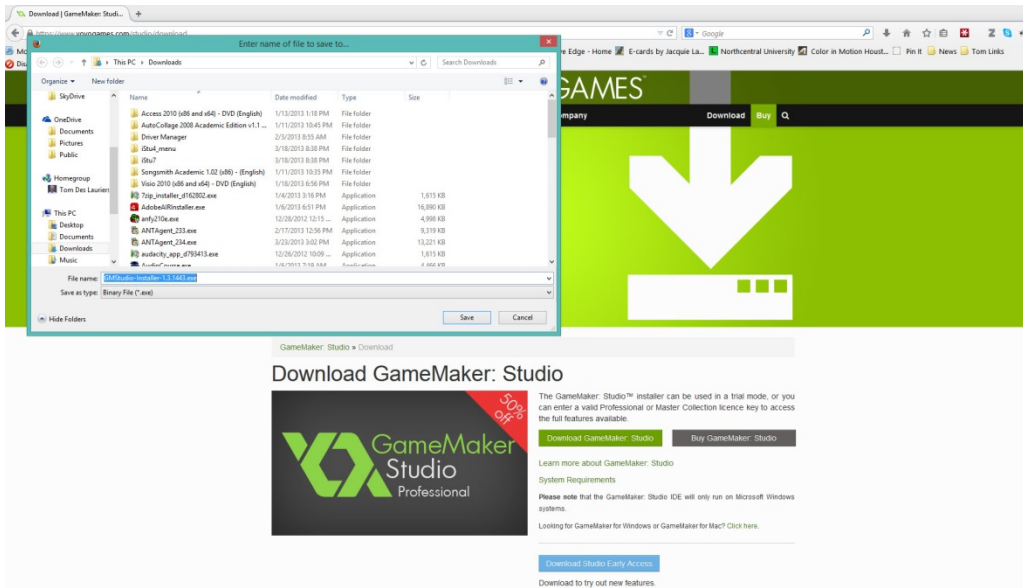 Download | GameMaker: Studi...
https://www.yoyogames.com/studio/download
Google
Enter name of file to save to...
This PC
Downloads
Search Downloads
Organize
New folder
Edge - Home
E-cards by Jacquie La...
Northcentral University
Color in Motion Houst...
Pin It
News
Tom Links
SkyDrive
OneDrive
Documents
Pictures
Public
Homegroup
Tom Des Lauriers
This PC
Desktop
Documents
Downloads
Music
Name Date modified Type Size
Access 2010 (x86 and x64) - DVD (English) 1/13/2013 1:18 PM File folder
AutoCollage 2008 Academic Edition v1.1 ... 1/11/2013 10:45 PM File folder
Driver Manager 2/3/2013 8:55 AM File folder
iStu4_menu 3/18/2013 8:38 PM File folder
iStu7 3/18/2013 8:38 PM File folder
Songsmith Academic 1.02 (x86) - (English) 1/11/2013 10:35 PM File folder
Visio 2010 (x86 and x64) - DVD (English) 1/18/2013 6:56 PM File folder
7zip_installer_d162802.exe 1/4/2013 3:16 PM Application 1,615 KB
AdobeAIRInstaller.exe 1/6/2013 6:51 PM Application 16,890 KB
anfy210e.exe 12/28/2012 12:15 ... Application 4,998 KB
ANTAgent_233.exe 2/17/2013 12:56 PM Application 9,319 KB
ANTAgent_234.exe 3/23/2013 3:02 PM Application 13,221 KB
audacity_app_d793413.exe 12/26/2012 10:09 ... Application 1,615 KB
File name: GMStudio-Installer-1.3.1443.exe
Save as type: Binary File (*.exe)
Hide Folders
Save
Cancel
GAMES
Download
Buy
GameMaker: Studio » Download
Download GameMaker: Studio
50% off
GameMaker
Studio
Professional
The GameMaker: Studio™ installer can be used in a trial mode, or you
can enter a valid Professional or Master Collection licence key to access
the full features available.
Download GameMaker: Studio
Buy GameMaker: Studio
Learn more about GameMaker: Studio
System Requirements
Please note that the GameMaker: Studio IDE will only run on Microsoft Windows
systems.
Looking for GameMaker for Windows or GameMaker for Mac? Click here.
Download Studio Early Access
Download to try out new features.